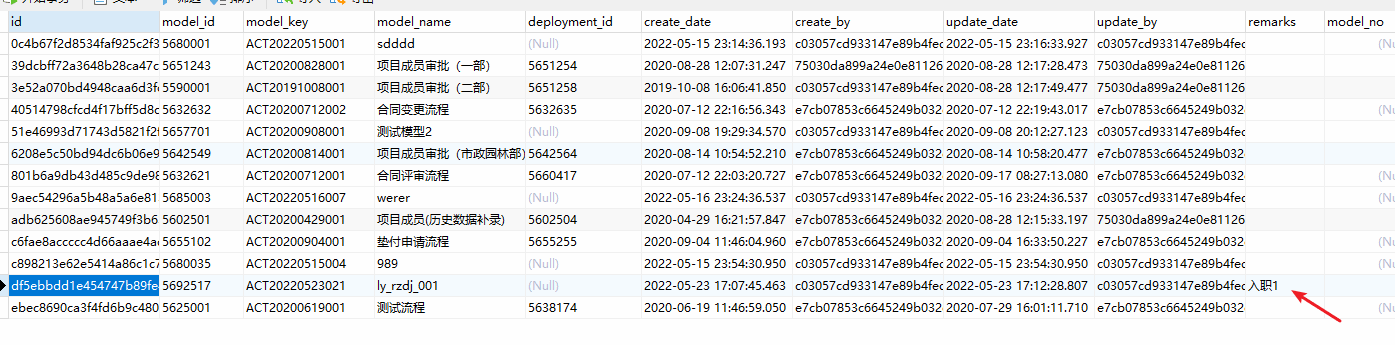 id model_id model_key model_name deployment_id create_date create_by update_date update_by remarks model_no
0c4b67f2d8534faf925c2f3 5680001 ACT20220515001 sdddd (Null) 2022-05-15 23:14:36.193 c03057cd933147e89b4fec 2022-05-15 23:16:33.927 c03057cd933147e89b4fec (N
39dcbff72a3648b28ca47c 5651243 ACT20200828001 项目成员审批（一部） 5651254 2020-08-28 12:07:31.247 75030da899a24e0e81126 2020-08-28 12:17:28.473 75030da899a24e0e81126
3e52a070bd4948caa6d3f 5590001 ACT20191008001 项目成员审批（二部） 5651258 2019-10-08 16:06:41.850 c03057cd933147e89b4fec 2020-08-28 12:17:49.477 75030da899a24e0e81126
40514798cfcd4f17bff5d8c 5632632 ACT20200712002 合同变更流程 5632635 2020-07-12 22:16:56.343 e7cb07853c6645249b032 2020-07-12 22:19:43.017 e7cb07853c6645249b032 (N
51e46993d71743d5821f2f 5657701 ACT20200908001 测试模型2 (Null) 2020-09-08 19:29:34.570 c03057cd933147e89b4fec 2020-09-08 20:12:27.123 c03057cd933147e89b4fec (N
6208e5c50bd94dc6b06e9 5642549 ACT20200814001 项目成员审批（市政园林部） 5642564 2020-08-14 10:54:52.210 e7cb07853c6645249b032 2020-08-14 10:58:20.477 e7cb07853c6645249b032
801b6a9db43d485c9de98 5632621 ACT20200712001 合同评审流程 5660417 2020-07-12 22:03:20.727 e7cb07853c6645249b032 2020-09-17 08:27:13.080 e7cb07853c6645249b032 (N
9aec54296a5b48a5a6e81 5685003 ACT20220516007 werer (Null) 2022-05-16 23:24:36.537 c03057cd933147e89b4fec 2022-05-16 23:24:36.537 c03057cd933147e89b4fec (N
adb625608ae945749f3b6 5602501 ACT20200429001 项目成员(历史数据补录) 5602504 2020-04-29 16:21:57.847 e7cb07853c6645249b032 2020-08-28 12:15:33.197 75030da899a24e0e81126
c6fae8accccc4d66aaae4a 5655102 ACT20200904001 垫付申请流程 5655255 2020-09-04 11:46:04.960 e7cb07853c6645249b032 2020-09-04 16:33:50.227 e7cb07853c6645249b032 (N
c898213e62e5414a86c1c7 5680035 ACT20220515004 989 (Null) 2022-05-15 23:54:30.950 c03057cd933147e89b4fec 2022-05-15 23:54:30.950 c03057cd933147e89b4fec (N
df5ebbdd1e454747b89fe 5692517 ACT20220523021 ly_rzdj_001 (Null) 2022-05-23 17:07:45.463 c03057cd933147e89b4fec 2022-05-23 17:12:28.807 c03057cd933147e89b4fec 入职1
ebec8690ca3f4fd6b9c480 5625001 ACT20200619001 测试流程 5638174 2020-06-19 11:46:59.050 e7cb07853c6645249b032 2020-07-29 16:01:11.710 e7cb07853c6645249b032 (Nu